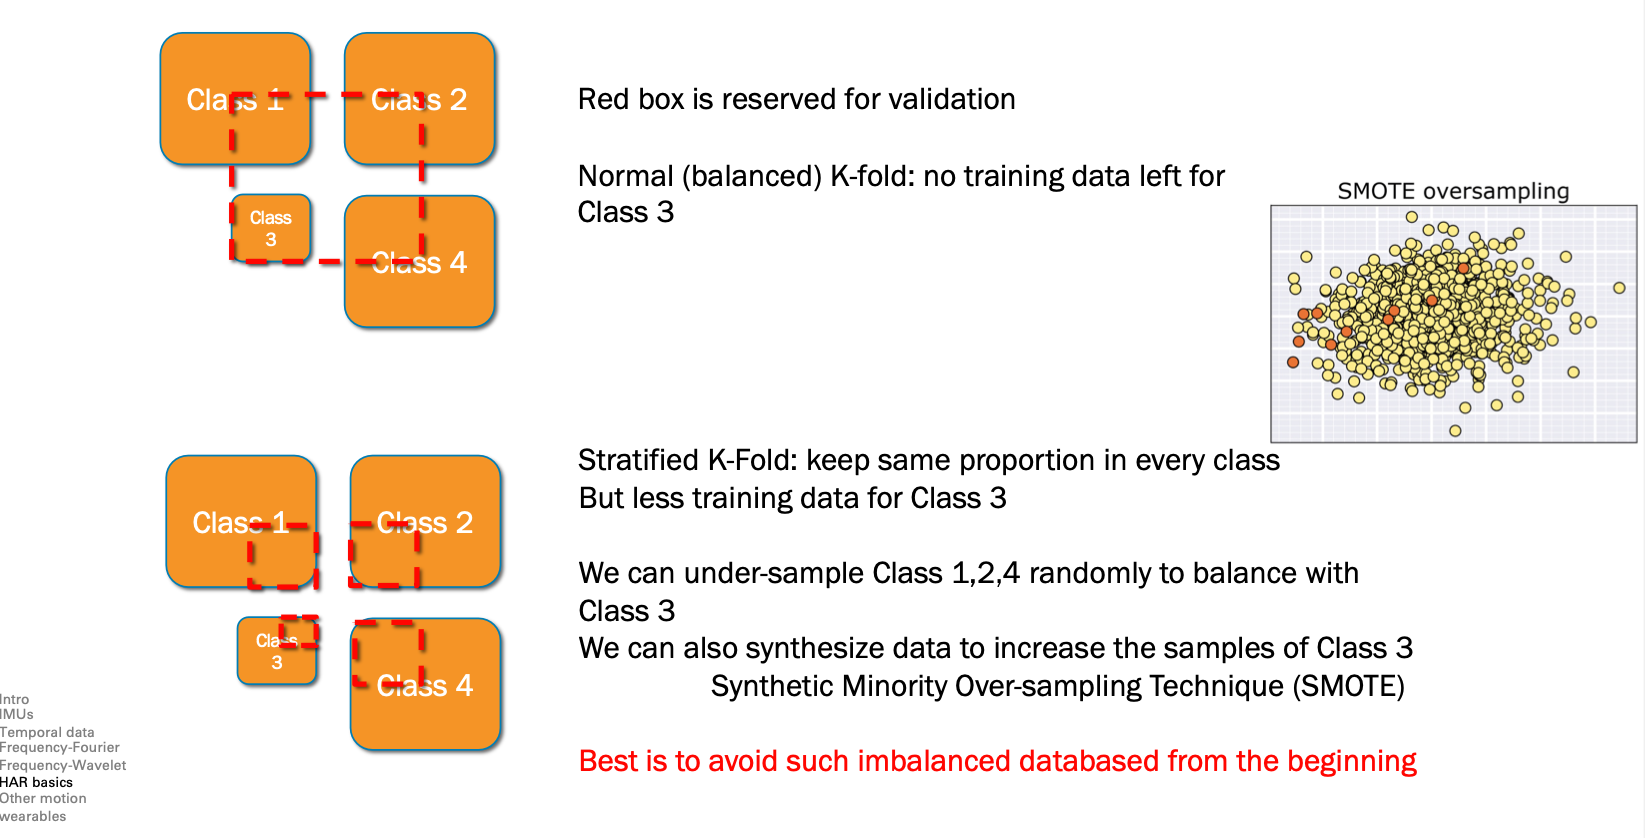 Class 1
Class 2
Class
3
Class 4
Red box is reserved for validation
Normal (balanced) K-fold: no training data left for
Class 3
SMOTE oversampling
Class 1
Class 2
Class
3
Class 4
Stratified K-Fold: keep same proportion in every class
But less training data for Class 3
We can under-sample Class 1,2,4 randomly to balance with
Class 3
We can also synthesize data to increase the samples of Class 3
Synthetic Minority Over-sampling Technique (SMOTE)
Best is to avoid such imbalanced databased from the beginning
Intro
IMUs
Temporal data
Frequency-Fourier
Frequency-Wavelet
HAR basics
Other motion
wearables